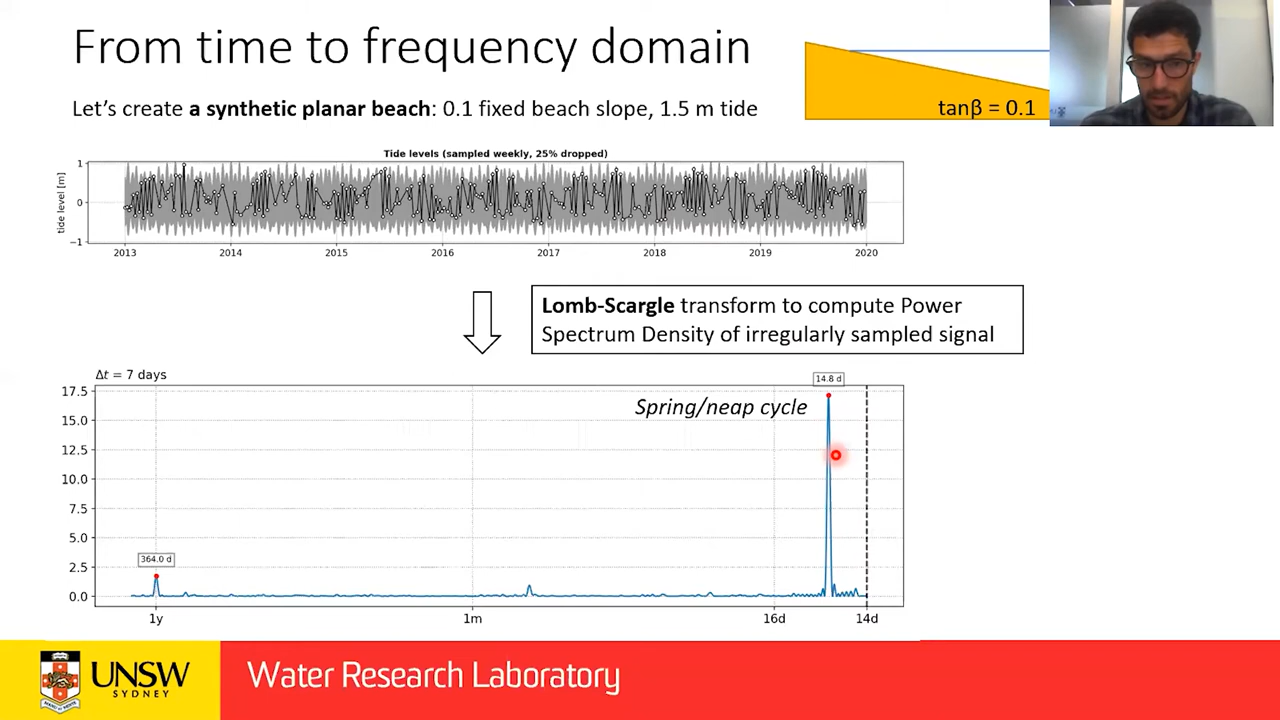 From time to frequency domain
Let's create a synthetic planar beach: 0.1 fixed beach slope, 1.5 m tide
tanβ = 0.1
Tide levels (sampled weekly, 25% dropped)
tide level [m]
1
0
−1
2013 2014 2015 2016 2017 2018 2019 2020
Lomb-Scargle transform to compute Power
Spectrum Density of irregularly sampled signal
Δt = 7 days
14.8 d
Spring/neap cycle
17.5
15.0
12.5
10.0
7.5
5.0
2.5
0.0
364.0 d
1y 1m 16d 14d
UNSW
SYDNEY
Water Research Laboratory